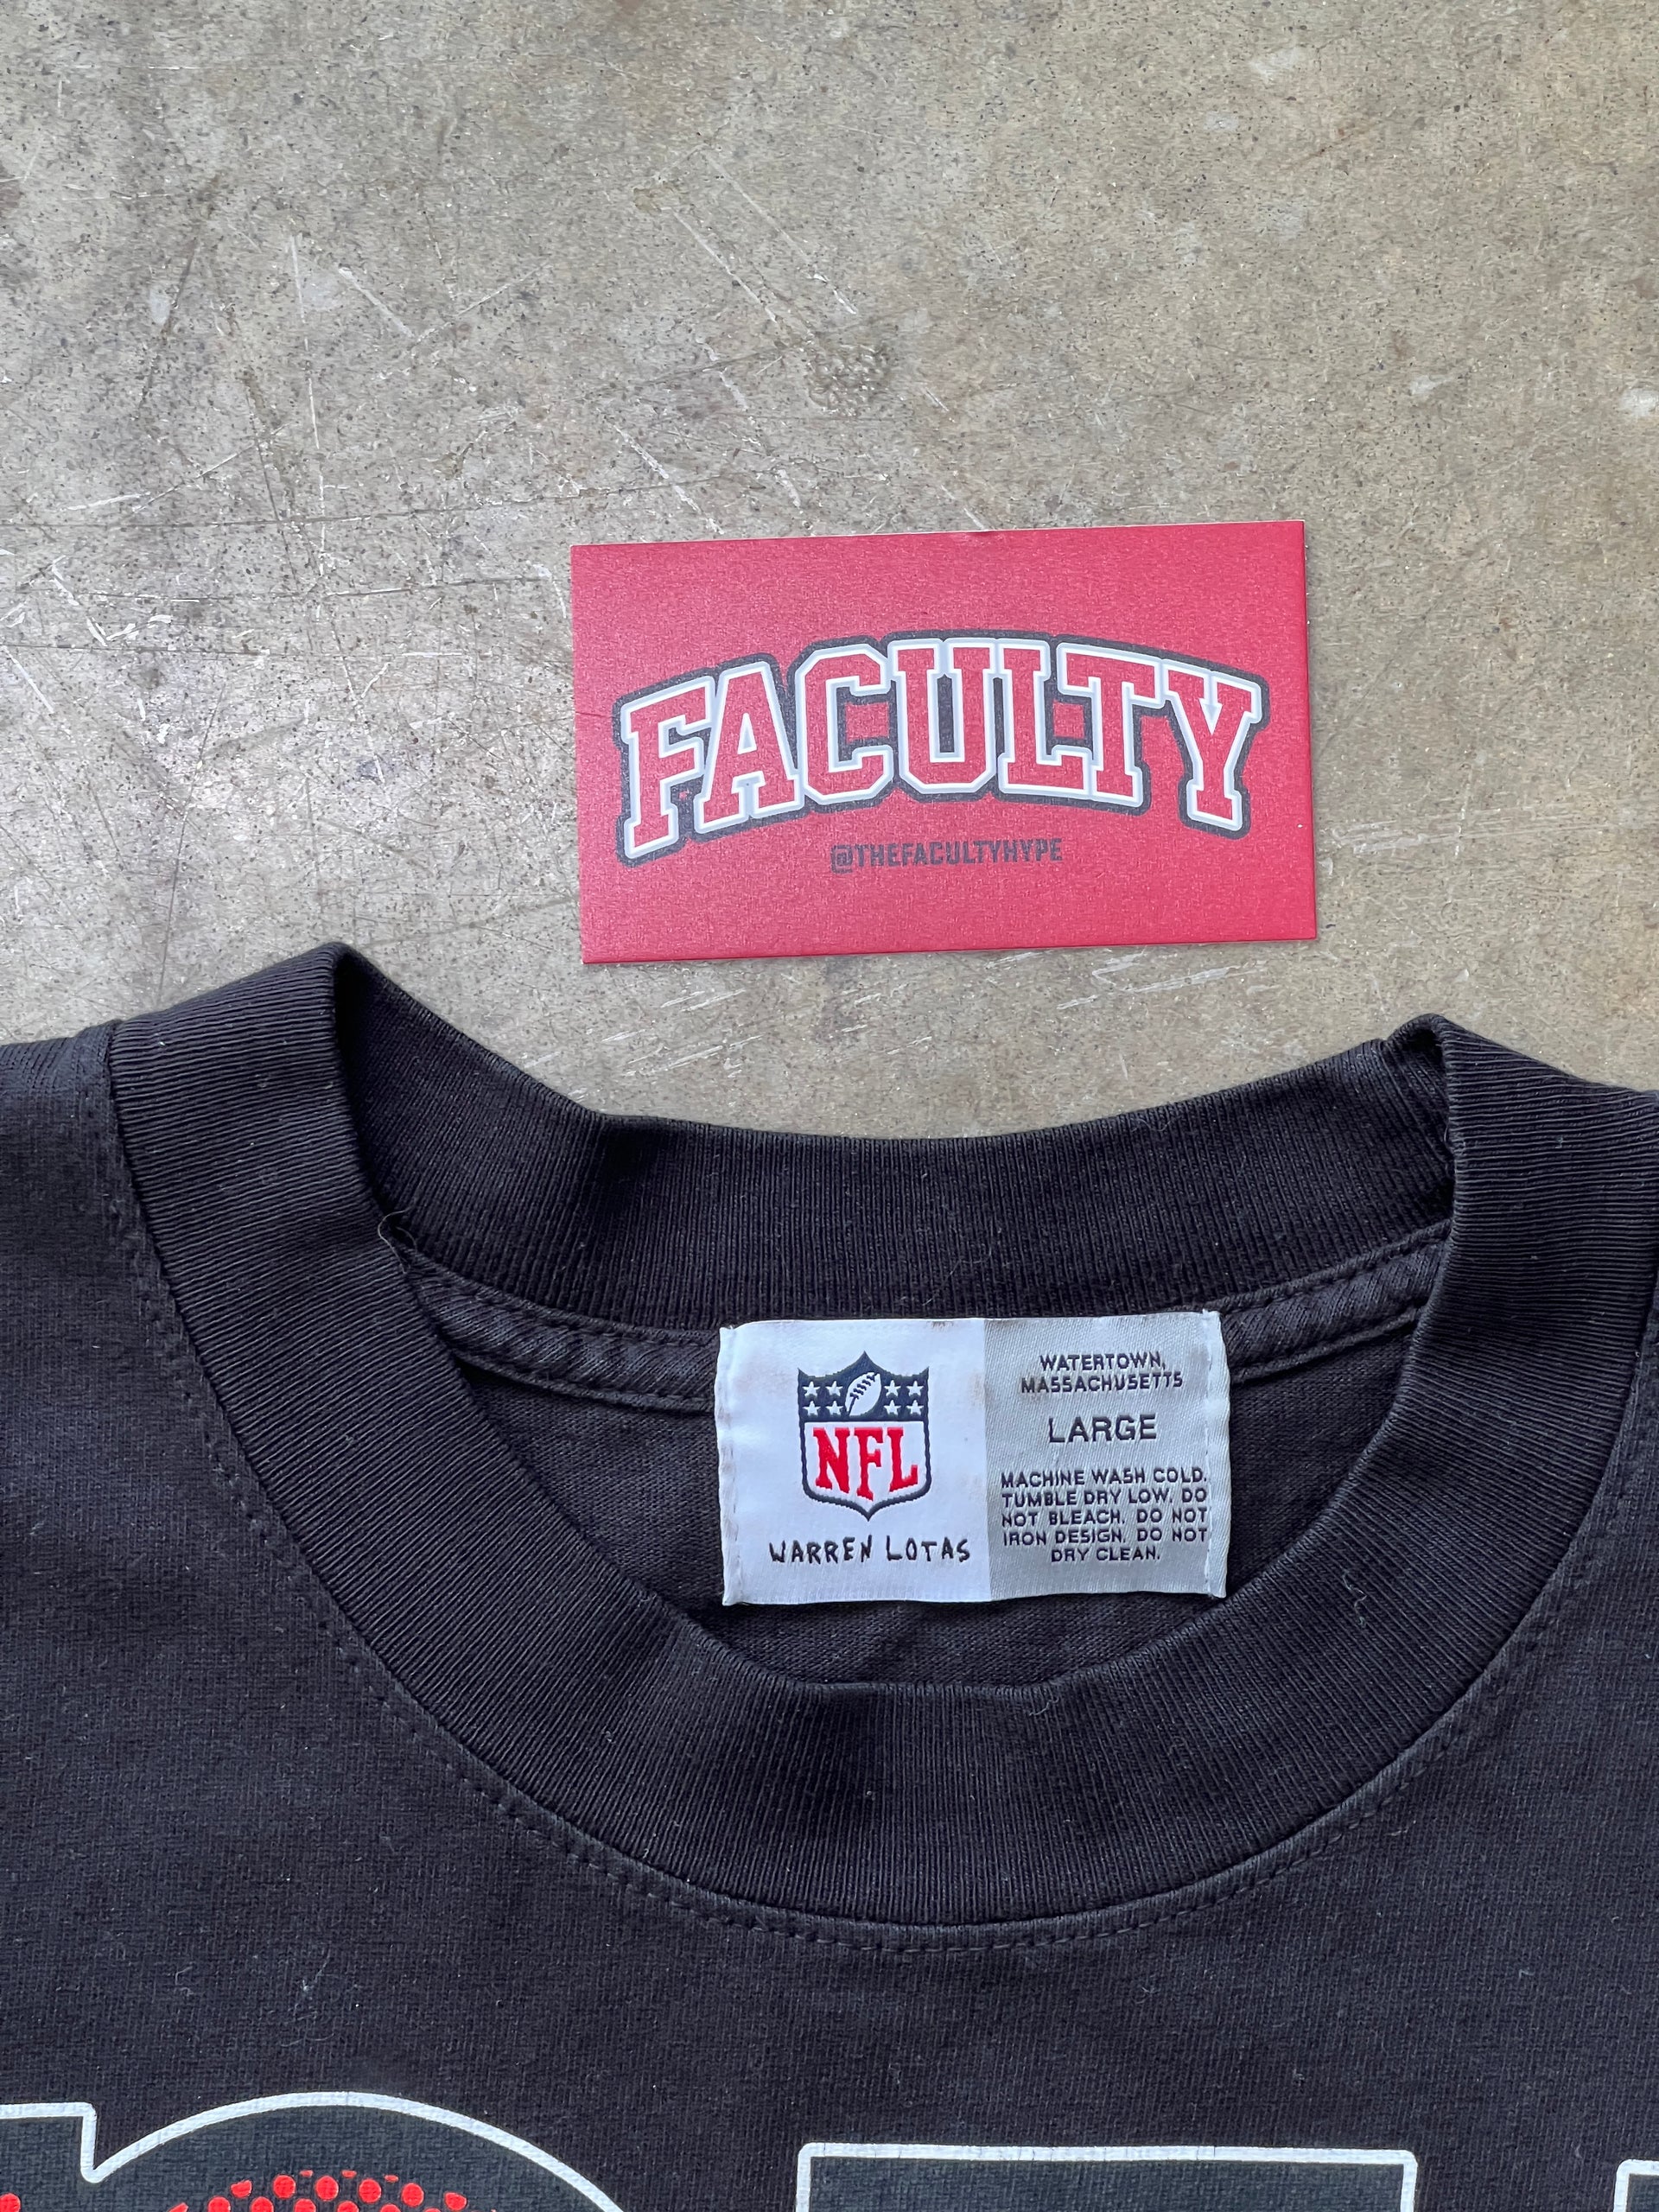 FACULTY
@THEFACULTYHYPE
NFL
WARREN LOTAS
WATERTOWN,
MASSACHUSETTS
LARGE
MACHINE WASH COLD.
TUMBLE DRY LOW. DO
NOT BLEACH. DO NOT
IRON DESIGN. DO NOT
DRY CLEAN.